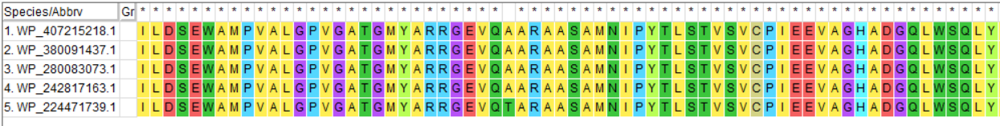 Species/Abbrv Gr * * * * * * * * * * * * * * * * * * * * * * * * * * * *   * * * * * * * * * * * * * * * * * * * * * * * * * * * * * * * * * * * * *
1. WP_407215218.1 I L D S E W A M P V A L G P V G A T G M Y A R R G E V Q A A R A A S A M N I P Y T L S T V S V C P I E E V A G H A D G Q L W S Q L Y
2. WP_380091437.1 I L D S E W A M P V A L G P V G A T G M Y A R R G E V Q A A R A A S A M N I P Y T L S T V S V C P I E E V A G H A D G Q L W S Q L Y
3. WP_280083073.1 I L D S E W A M P V A L G P V G A T G M Y A R R G E V Q A A R A A S A M N I P Y T L S T V S V C P I E E V A G H A D G Q L W S Q L Y
4. WP_242817163.1 I L D S E W A M P V A L G P V G A T G M Y A R R G E V Q A A R A A S A M N I P Y T L S T V S V C P I E E V A G H A D G Q L W S Q L Y
5. WP_224471739.1 I L D S E W A M P V A L G P V G A T G M Y A R R G E V Q T A R A A S A M N I P Y T L S T V S V C P I E E V A G H A D G Q L W S Q L Y